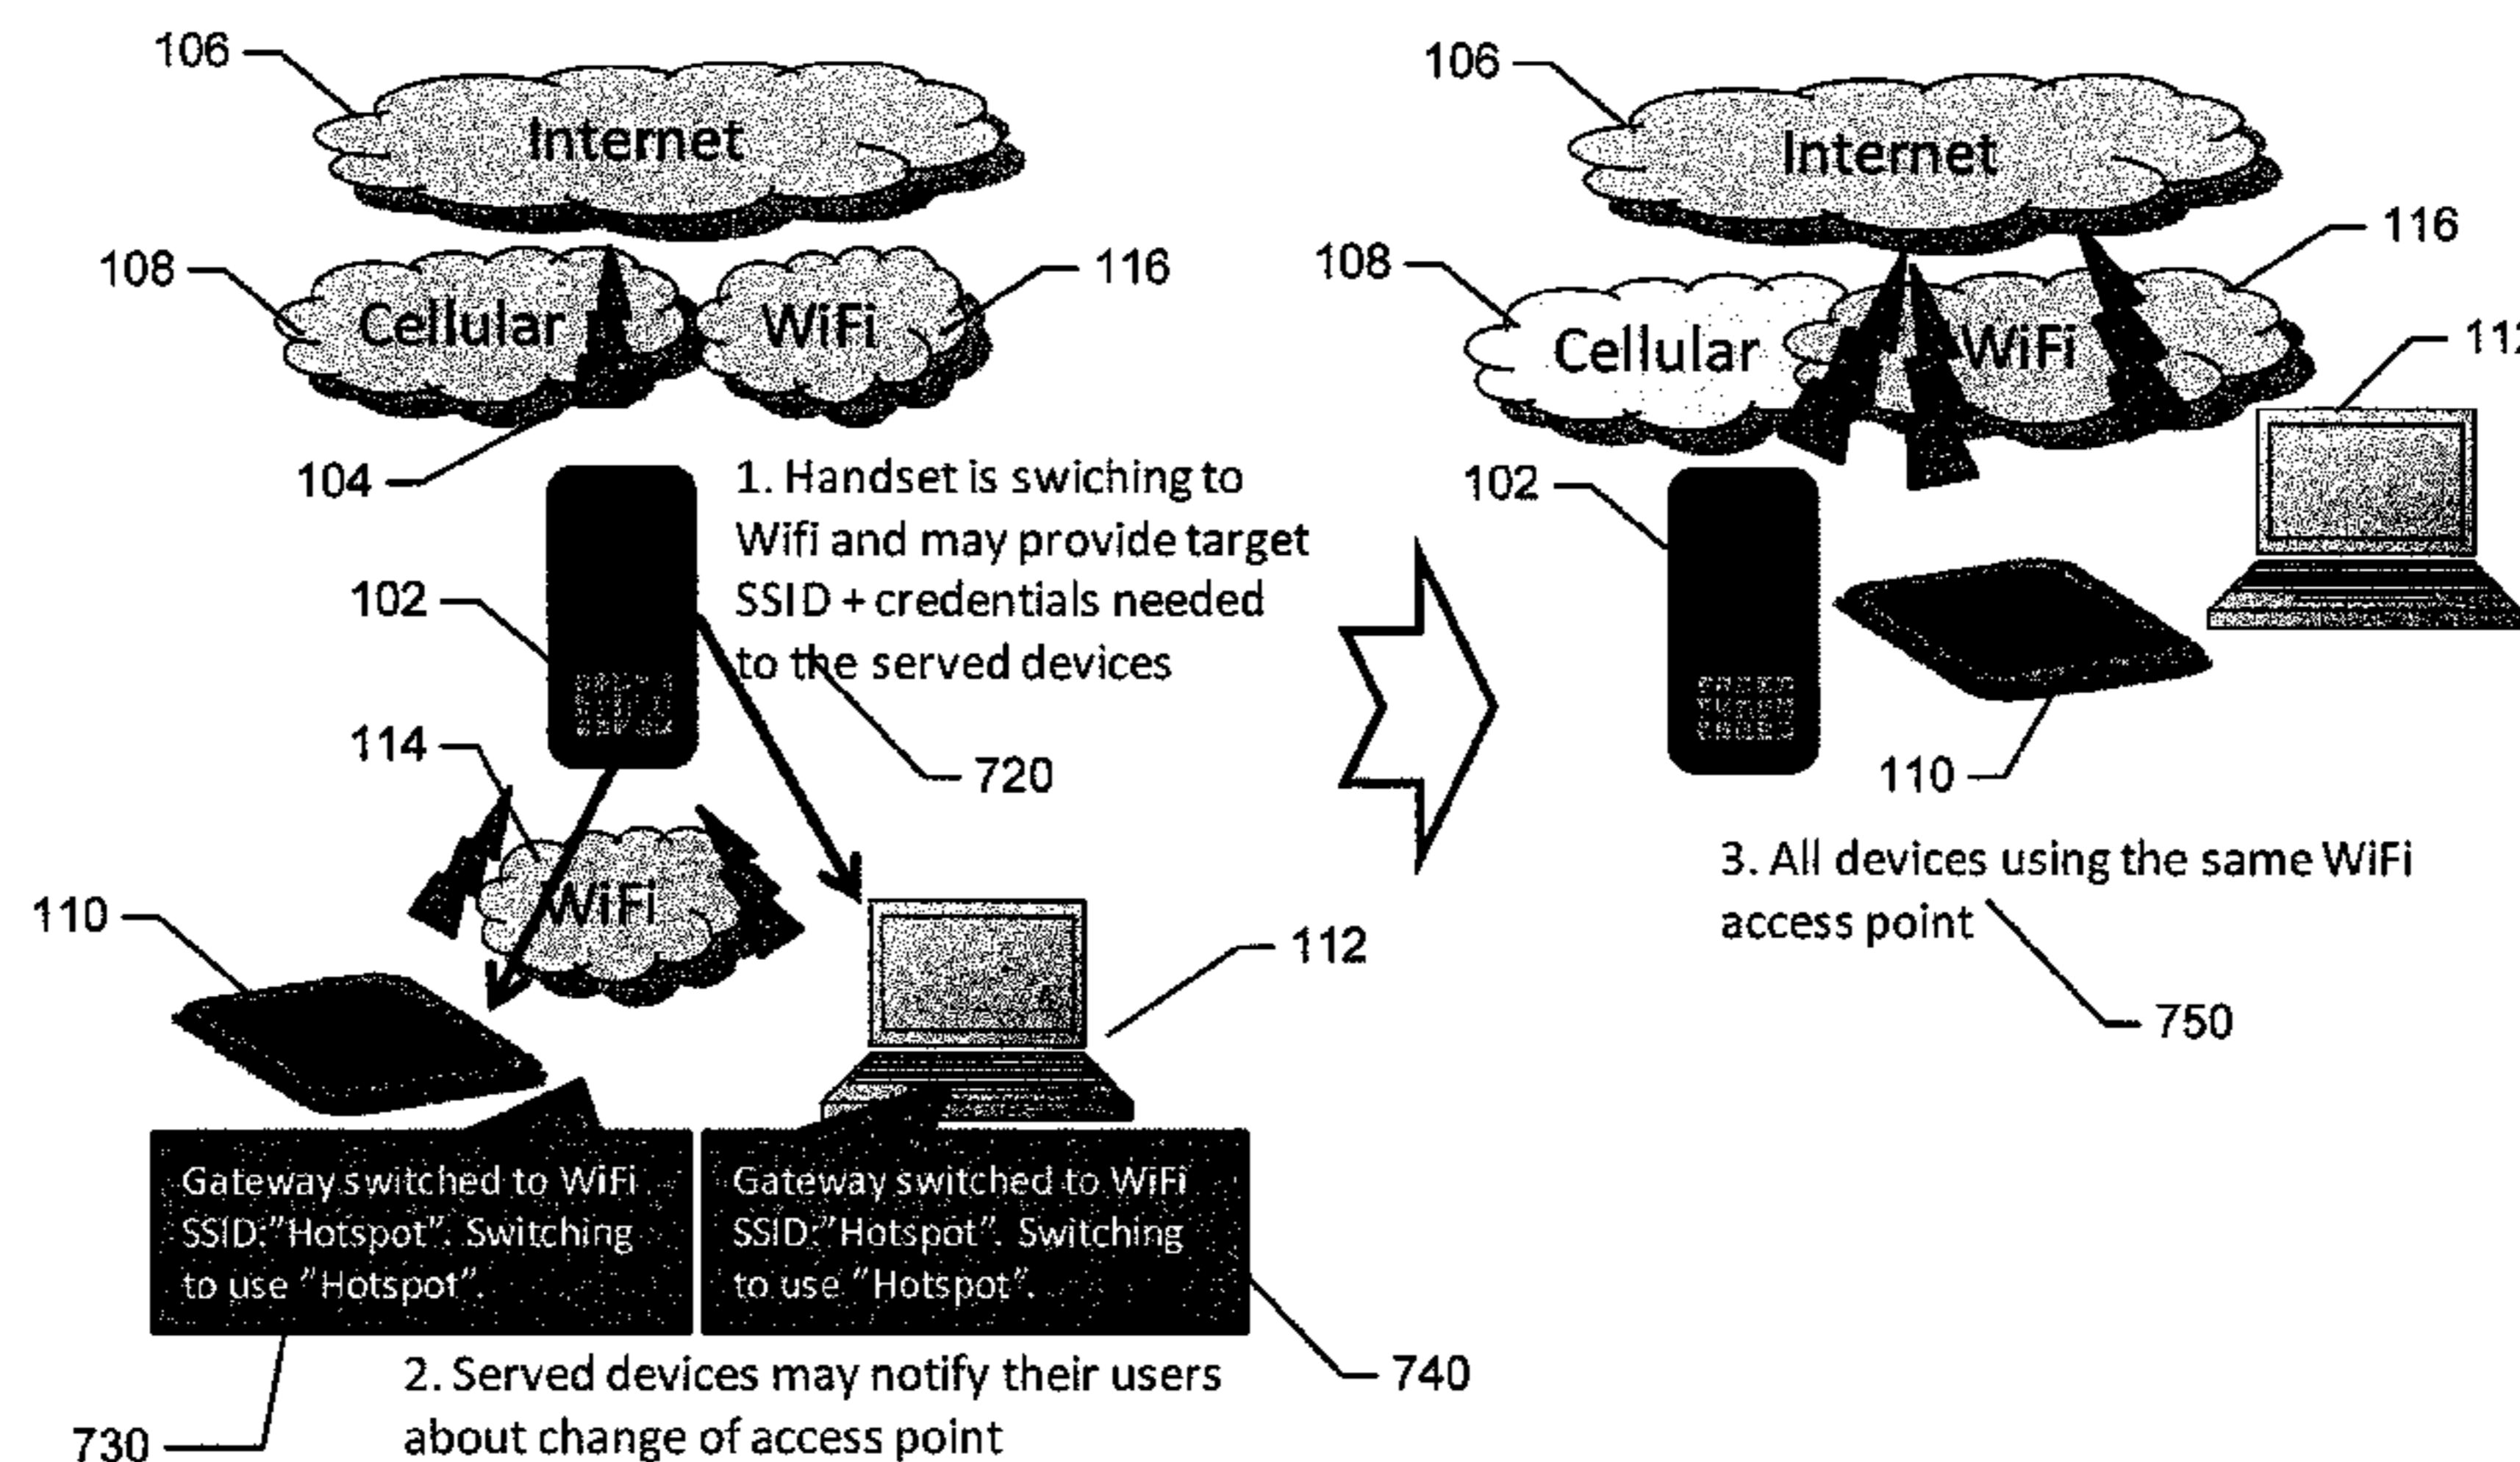 106
Internet
108
Cellular
WiFi
116
104
1. Handset is swiching to
Wifi and may provide target
SSID + credentials needed
to the served devices
102
114
720
WiFi
110
112
Gateway switched to WiFi
SSID:"Hotspot". Switching
to use "Hotspot".
Gateway switched to WiFi
SSID:"Hotspot". Switching
to use "Hotspot".
740
2. Served devices may notify their users
about change of access point
730
106
Internet
116
108
Cellular
WiFi
112
102
110
3. All devices using the same WiFi
access point
750